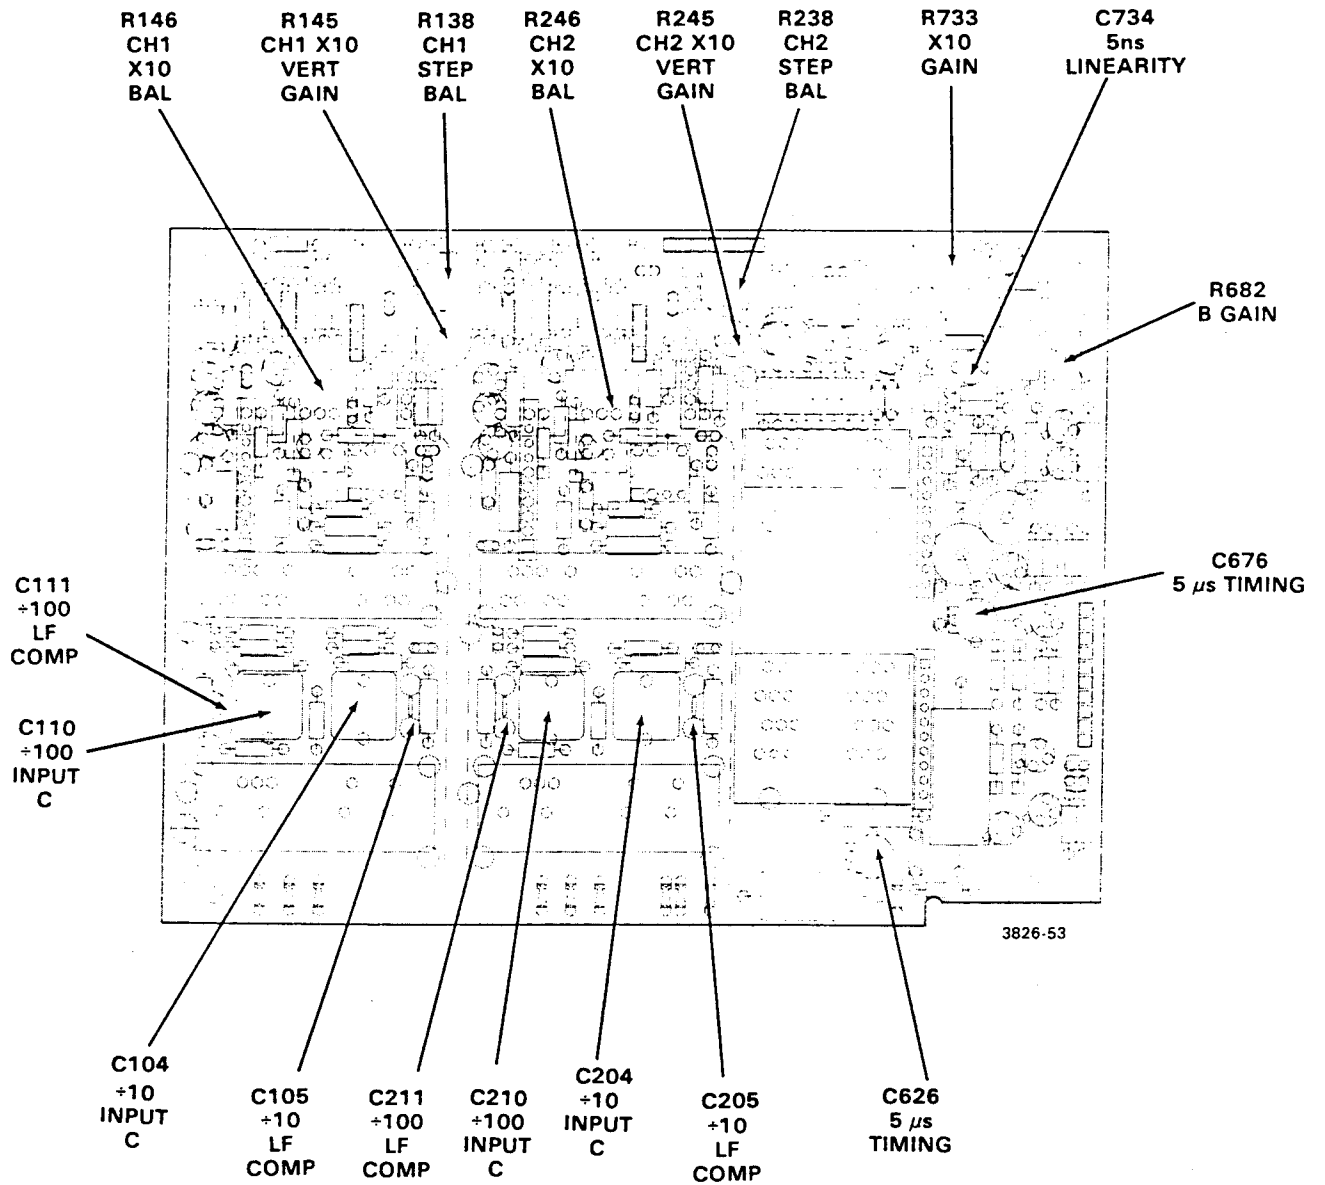 R146
CH1
X10
BAL
R145
CH1 X10
VERT
GAIN
R138
CH1
STEP
BAL
R246
CH2
X10
BAL
R245
CH2 X10
VERT
GAIN
R238
CH2
STEP
BAL
R733
X10
GAIN
C734
5ns
LINEARITY
R682
B GAIN
C676
5 µs TIMING
C111
÷100
LF
COMP
C110
÷100
INPUT
C
3826-53
C104
÷10
INPUT
C
C105
÷10
LF
COMP
C211
÷100
LF
COMP
C210
÷100
INPUT
C
C204
÷10
INPUT
C
C205
÷10
LF
COMP
C626
5 µs
TIMING